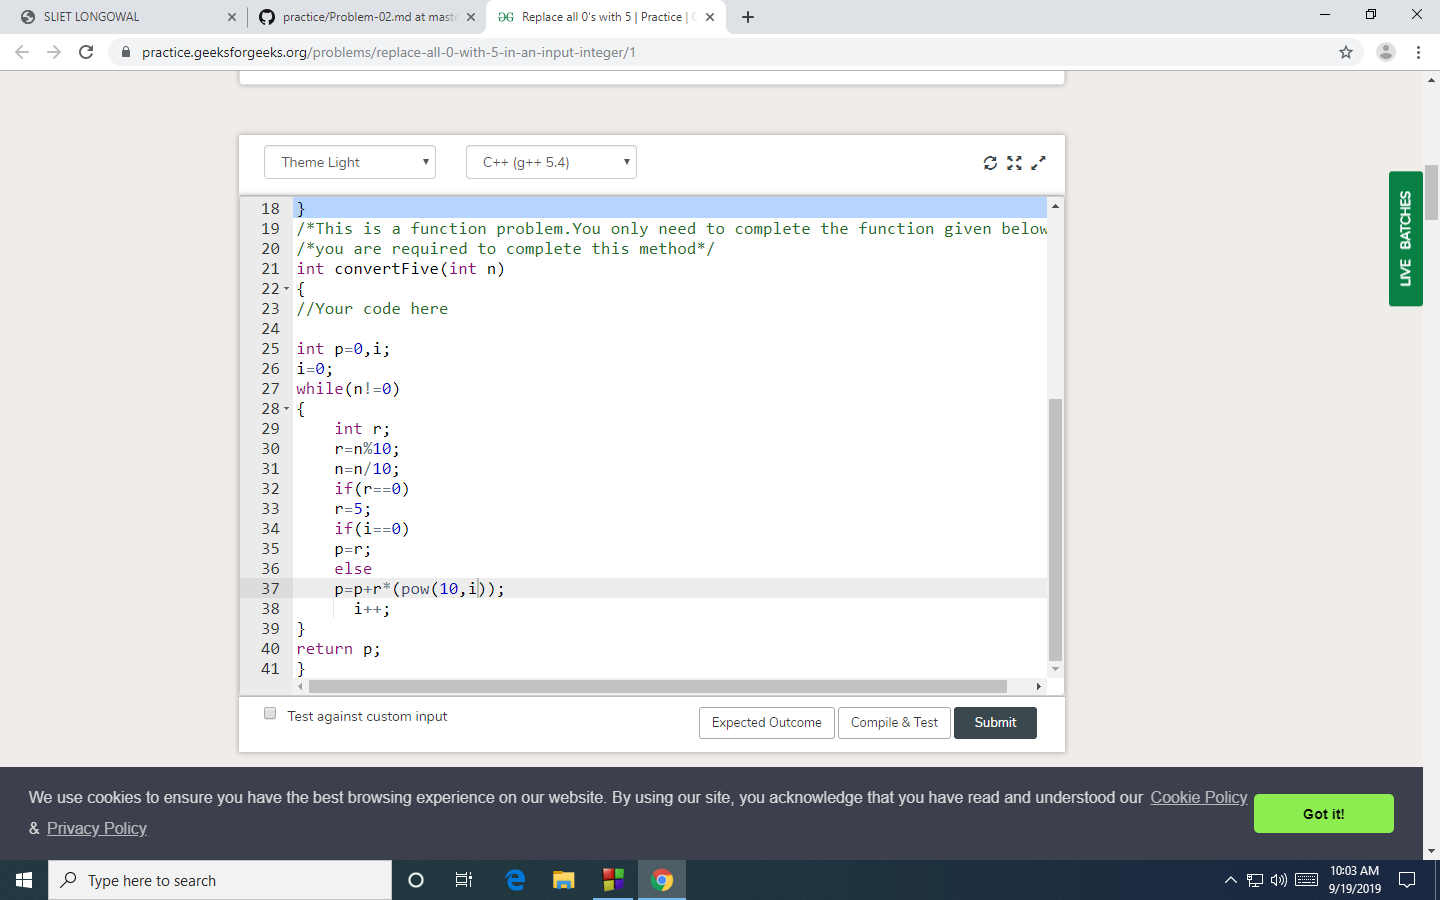 SLIET LONGOWAL
practice/Problem-02.md at maste
Replace all 0's with 5 | Practice |
practice.geeksforgeeks.org/problems/replace-all-0-with-5-in-an-input-integer/1
Theme Light
C++ (g++ 5.4)
LIVE BATCHES
18 }
19 /*This is a function problem.You only need to complete the function given below
20 /*you are required to complete this method*/
21 int convertFive(int n)
22 {
23 //Your code here
24
25 int p=0,i;
26 i=0;
27 while(n!=0)
28 {
29 int r;
30 r=n%10;
31 n=n/10;
32 if(r==0)
33 r=5;
34 if(i==0)
35 p=r;
36 else
37 p=p+r*(pow(10,i));
38 i++;
39 }
40 return p;
41 }
Test against custom input
Expected Outcome
Compile & Test
Submit
We use cookies to ensure you have the best browsing experience on our website. By using our site, you acknowledge that you have read and understood our Cookie Policy
& Privacy Policy
Got it!
Type here to search
10:03 AM
9/19/2019